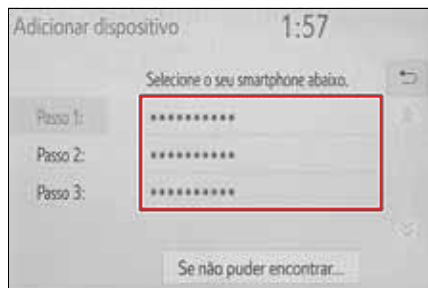 Adicionar dispositivo 1:57
Selecione o seu smartphone abaixo.
Passo 1: **********
Passo 2: **********
Passo 3: **********
Se não puder encontrar...